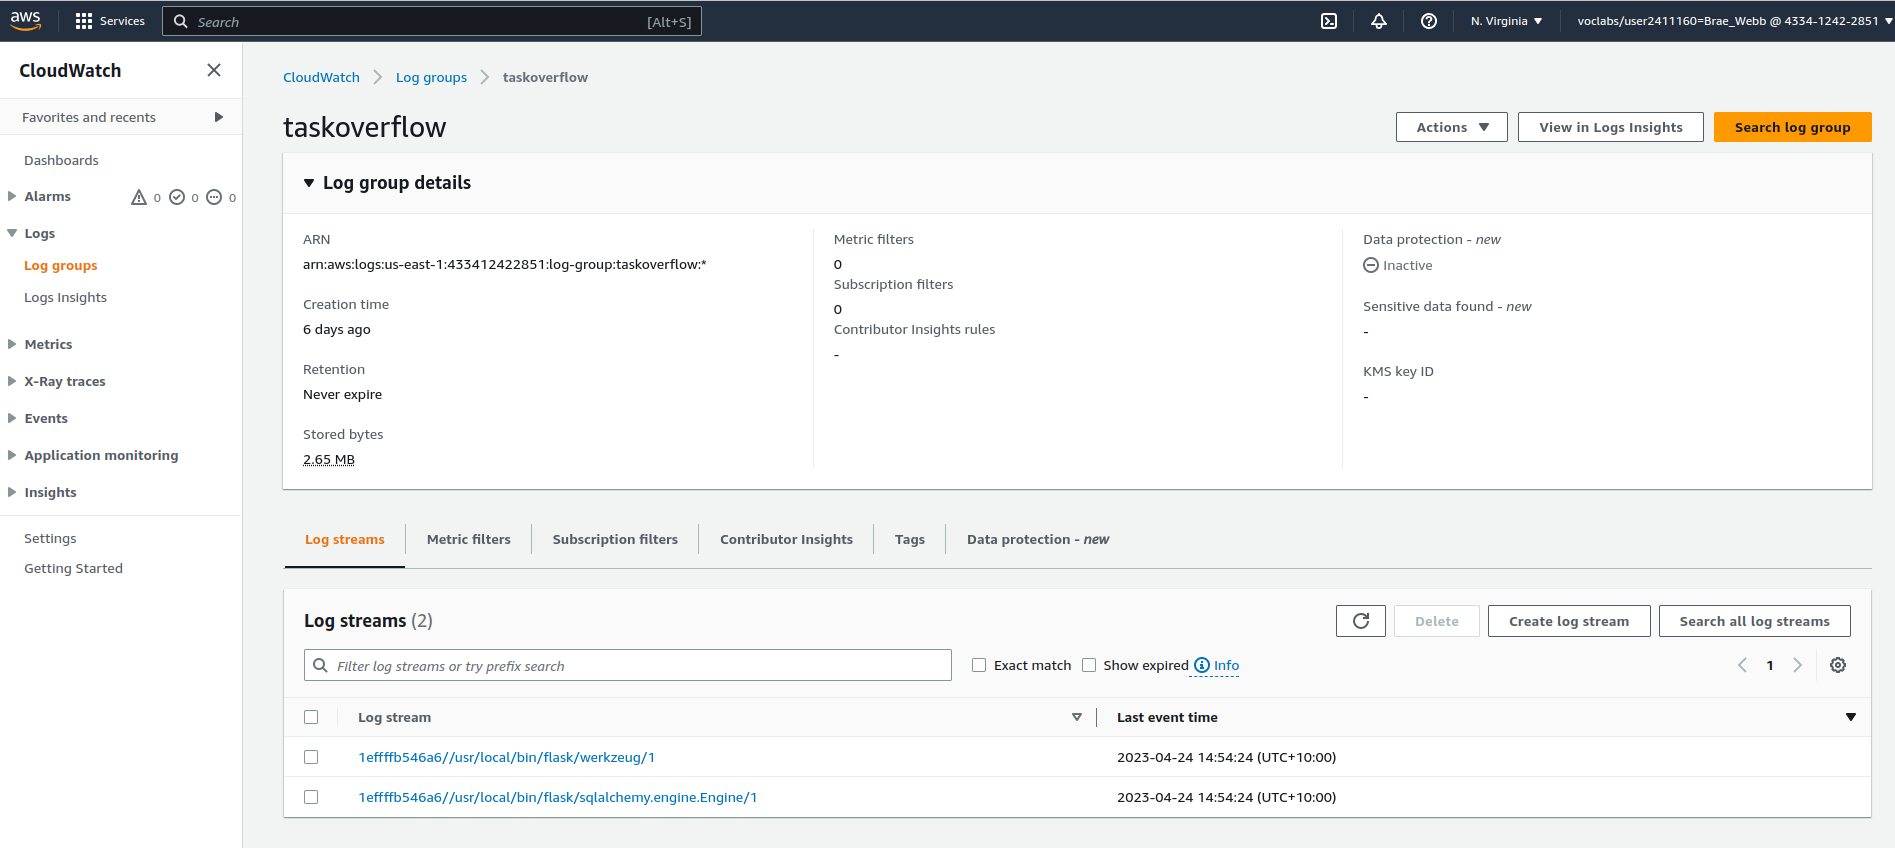 aws Services Search [Alt+S] N. Virginia voclabs/user2411160=Brae_Webb @ 4334-1242-2851
CloudWatch
Favorites and recents
Dashboards
Alarms 0 0 0
Logs
Log groups
Logs Insights
Metrics
X-Ray traces
Events
Application monitoring
Insights
Settings
Getting Started
CloudWatch Log groups taskoverflow
taskoverflow
Actions View in Logs Insights Search log group
Log group details
ARN
arn:aws:logs:us-east-1:433412422851:log-group:taskoverflow:*
Creation time
6 days ago
Retention
Never expire
Stored bytes
2.65 MB
Metric filters
0
Subscription filters
0
Contributor Insights rules
-
Data protection - new
Inactive
Sensitive data found - new
-
KMS key ID
-
Log streams Metric filters Subscription filters Contributor Insights Tags Data protection - new
Log streams (2)
Delete Create log stream Search all log streams
Filter log streams or try prefix search Exact match Show expired Info 1
Log stream Last event time
1effffb546a6//usr/local/bin/flask/werkzeug/1 2023-04-24 14:54:24 (UTC+10:00)
1effffb546a6//usr/local/bin/flask/sqlalchemy.engine.Engine/1 2023-04-24 14:54:24 (UTC+10:00)